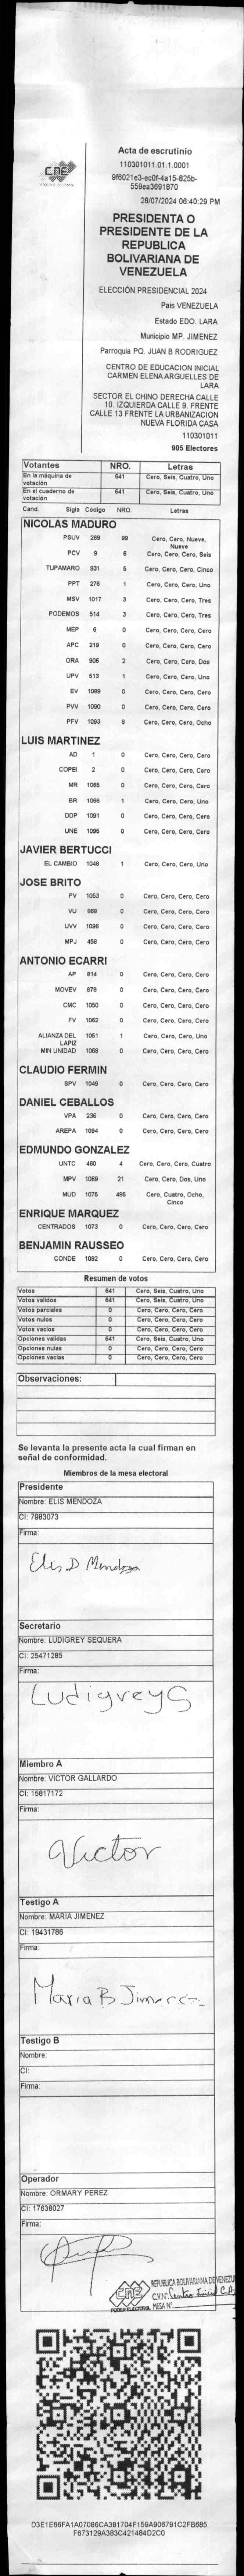 CNE
PODER ELECTORAL
Acta de escrutinio
110301011.01.1.0001
9f6021e3-ec0f-4a15-825b-
559ea3691870
28/07/2024 06:40:29 PM
PRESIDENTA O
PRESIDENTE DE LA
REPUBLICA
BOLIVARIANA DE
VENEZUELA
ELECCIÓN PRESIDENCIAL 2024
Pais VENEZUELA
Estado EDO. LARA
Municipio MP. JIMENEZ
Parroquia PQ. JUAN B RODRIGUEZ
CENTRO DE EDUCACION INICIAL
CARMEN ELENA ARGUELLES DE
LARA
SECTOR EL CHINO DERECHA CALLE
10. IZQUIERDA CALLE 9. FRENTE
CALLE 13 FRENTE LA URBANIZACION
NUEVA FLORIDA CASA
110301011
905 Electores
Votantes NRO. Letras
En la máquina de votación 641 Cero, Seis, Cuatro, Uno
En el cuaderno de votación 641 Cero, Seis, Cuatro, Uno
Cand. Sigla Código NRO. Letras
NICOLAS MADURO
PSUV 269 99 Cero, Cero, Nueve, Nueve
PCV 9 6 Cero, Cero, Cero, Seis
TUPAMARO 931 5 Cero, Cero, Cero, Cinco
PPT 276 1 Cero, Cero, Cero, Uno
MSV 1017 3 Cero, Cero, Cero, Tres
PODEMOS 514 3 Cero, Cero, Cero, Tres
MEP 6 0 Cero, Cero, Cero, Cero
APC 219 0 Cero, Cero, Cero, Cero
ORA 906 2 Cero, Cero, Cero, Dos
UPV 513 1 Cero, Cero, Cero, Uno
EV 1089 0 Cero, Cero, Cero, Cero
PVV 1090 0 Cero, Cero, Cero, Cero
PFV 1093 8 Cero, Cero, Cero, Ocho
LUIS MARTINEZ
AD 1 0 Cero, Cero, Cero, Cero
COPEI 2 0 Cero, Cero, Cero, Cero
MR 1065 0 Cero, Cero, Cero, Cero
BR 1066 1 Cero, Cero, Cero, Uno
DDP 1091 0 Cero, Cero, Cero, Cero
UNE 1095 0 Cero, Cero, Cero, Cero
JAVIER BERTUCCI
EL CAMBIO 1048 1 Cero, Cero, Cero, Uno
JOSE BRITO
PV 1053 0 Cero, Cero, Cero, Cero
VU 989 0 Cero, Cero, Cero, Cero
UVV 1096 0 Cero, Cero, Cero, Cero
MPJ 458 0 Cero, Cero, Cero, Cero
ANTONIO ECARRI
AP 814 0 Cero, Cero, Cero, Cero
MOVEV 878 0 Cero, Cero, Cero, Cero
CMC 1050 0 Cero, Cero, Cero, Cero
FV 1062 0 Cero, Cero, Cero, Cero
ALIANZA DEL LAPIZ 1061 1 Cero, Cero, Cero, Uno
MIN UNIDAD 1068 0 Cero, Cero, Cero, Cero
CLAUDIO FERMIN
SPV 1049 0 Cero, Cero, Cero, Cero
DANIEL CEBALLOS
VPA 236 0 Cero, Cero, Cero, Cero
AREPA 1094 0 Cero, Cero, Cero, Cero
EDMUNDO GONZALEZ
UNTC 460 4 Cero, Cero, Cero, Cuatro
MPV 1069 21 Cero, Cero, Dos, Uno
MUD 1075 485 Cero, Cuatro, Ocho, Cinco
ENRIQUE MARQUEZ
CENTRADOS 1073 0 Cero, Cero, Cero, Cero
BENJAMIN RAUSSEO
CONDE 1092 0 Cero, Cero, Cero, Cero
Resumen de votos
Votos 641 Cero, Seis, Cuatro, Uno
Votos validos 641 Cero, Seis, Cuatro, Uno
Votos parciales 0 Cero, Cero, Cero, Cero
Votos nulos 0 Cero, Cero, Cero, Cero
Votos vacios 0 Cero, Cero, Cero, Cero
Opciones validas 641 Cero, Seis, Cuatro, Uno
Opciones nulas 0 Cero, Cero, Cero, Cero
Opciones vacias 0 Cero, Cero, Cero, Cero
Observaciones:
Se levanta la presente acta la cual firman en
señal de conformidad.
Miembros de la mesa electoral
Presidente
Nombre: ELIS MENDOZA
CI: 7983073
Firma:
Elis D Mendoza
Secretario
Nombre: LUDIGREY SEQUERA
CI: 25471285
Firma:
Ludigrey S
Miembro A
Nombre: VICTOR GALLARDO
CI: 15817172
Firma:
Victor
Testigo A
Nombre: MARIA JIMENEZ
CI: 19431786
Firma:
Maria B Jimenez
Testigo B
Nombre:
CI:
Firma:
Operador
Nombre: ORMARY PEREZ
CI: 17638027
Firma:
CNE
PODER ELECTORAL
REPUBLICA BOLIVARIANA DE VENEZU
C.V.Nº. Centro Inicial C.A.
MESA Nº.
D3E1E66FA1A07086CA381704F159A906791C2FB685
F673129A383C421484D2C0